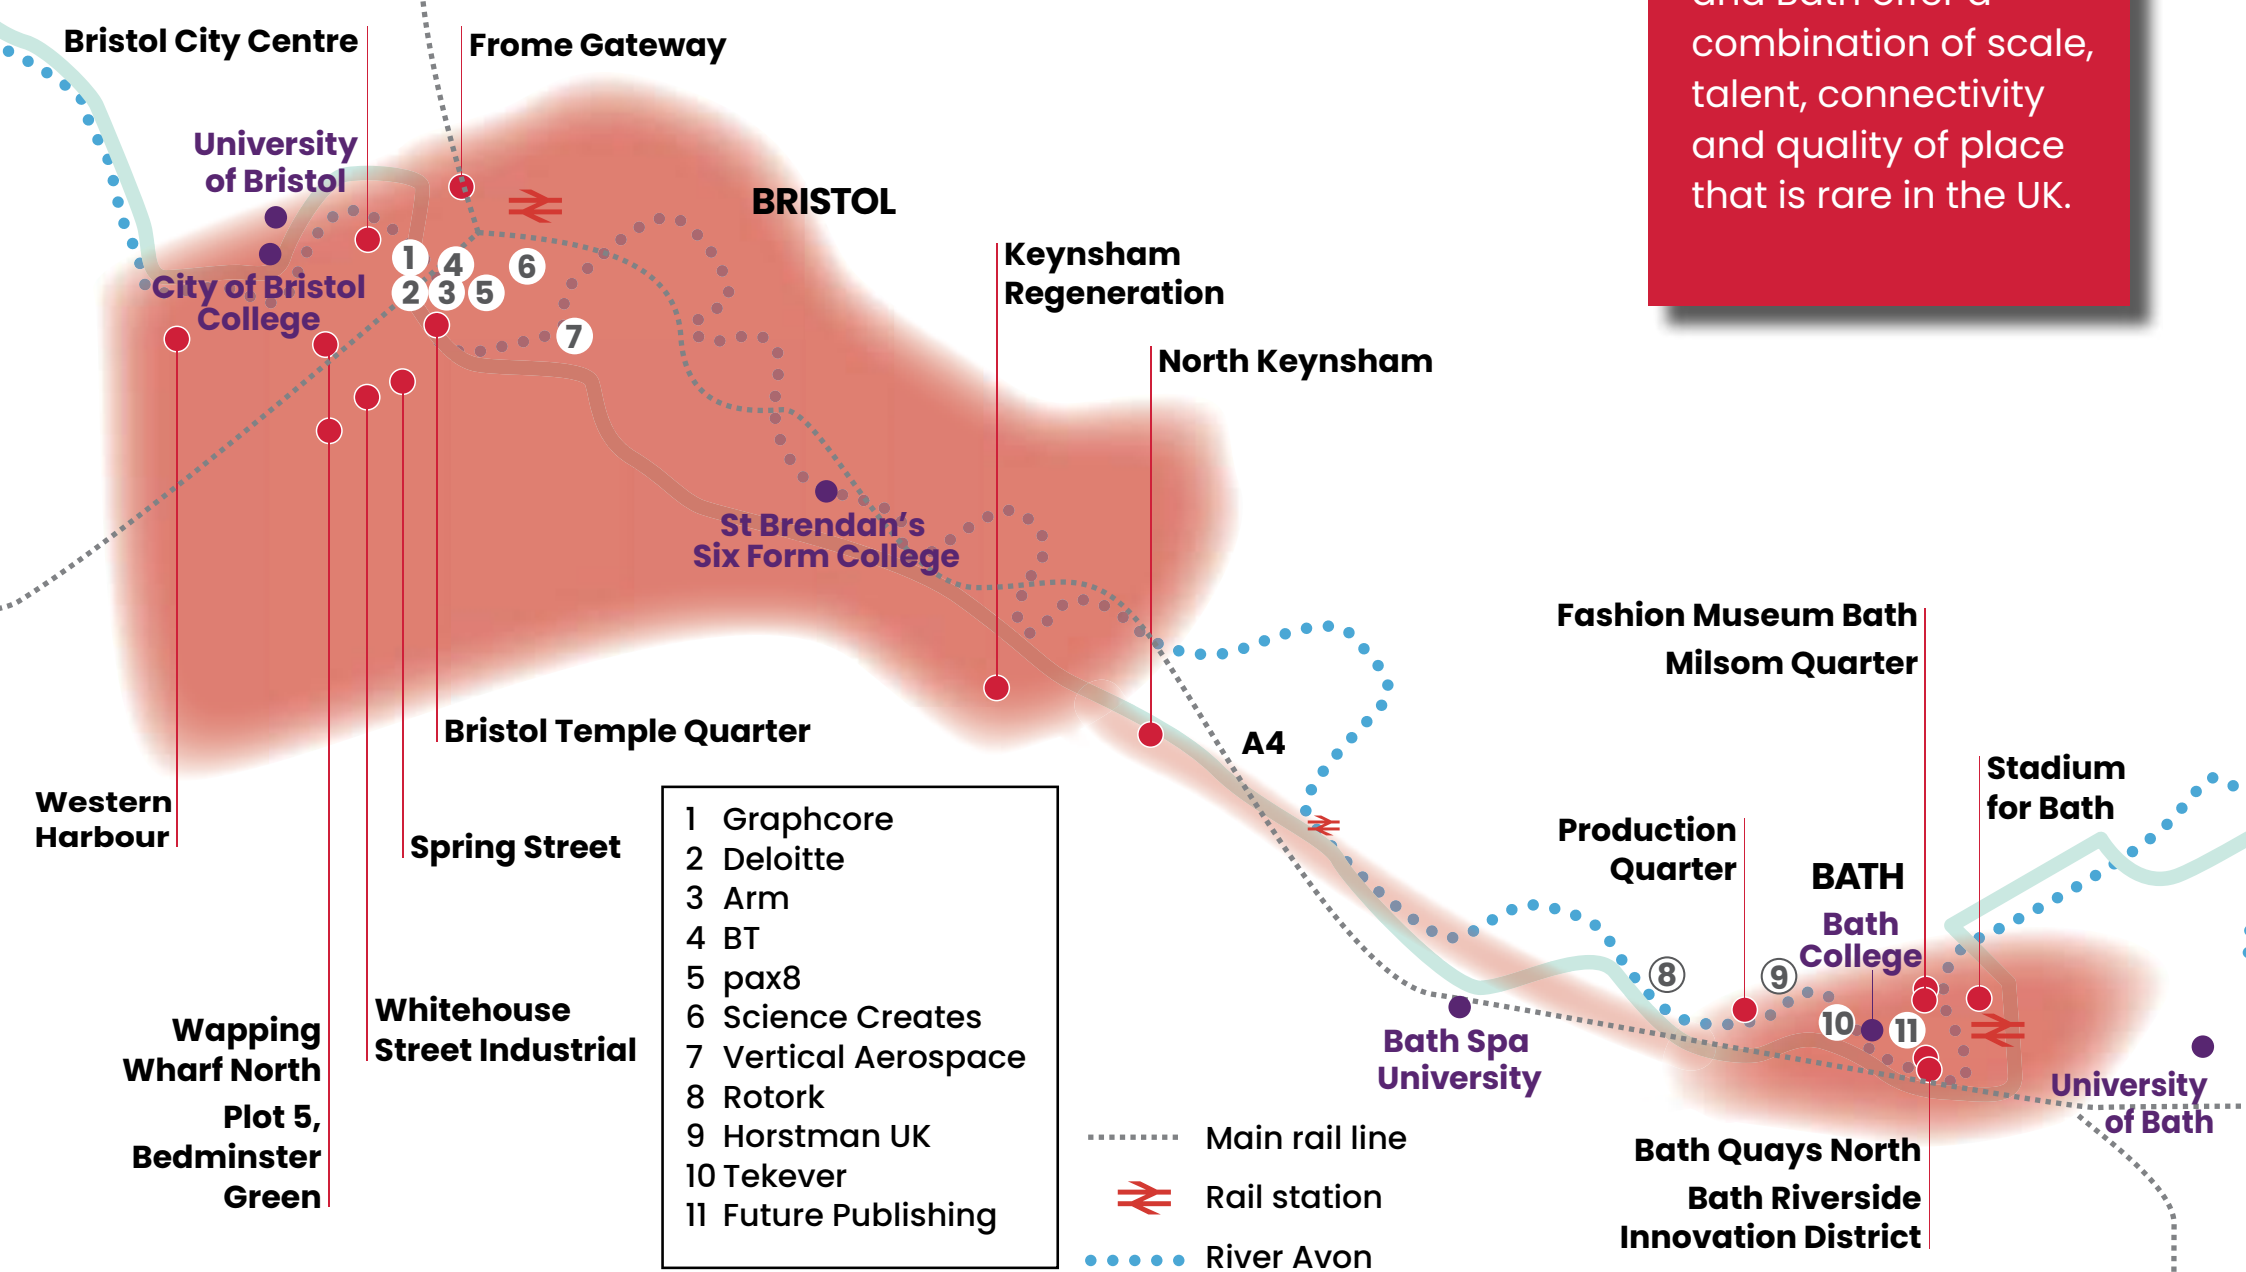 and Bath offer a
combination of scale,
talent, connectivity
and quality of place
that is rare in the UK.
Bristol City Centre
Frome Gateway
University
of Bristol
BRISTOL
City of Bristol
College
1
4
6
2
3
5
7
Keynsham
Regeneration
North Keynsham
St Brendan’s
Six Form College
Bristol Temple Quarter
A4
Western
Harbour
Spring Street
Whitehouse
Street Industrial
Wapping
Wharf North
Plot 5,
Bedminster
Green
1 Graphcore
2 Deloitte
3 Arm
4 BT
5 pax8
6 Science Creates
7 Vertical Aerospace
8 Rotork
9 Horstman UK
10 Tekever
11 Future Publishing
Main rail line
Rail station
River Avon
Fashion Museum Bath
Milsom Quarter
Stadium
for Bath
Production
Quarter
BATH
Bath
College
8
9
10
11
Bath Spa
University
University
of Bath
Bath Quays North
Bath Riverside
Innovation District